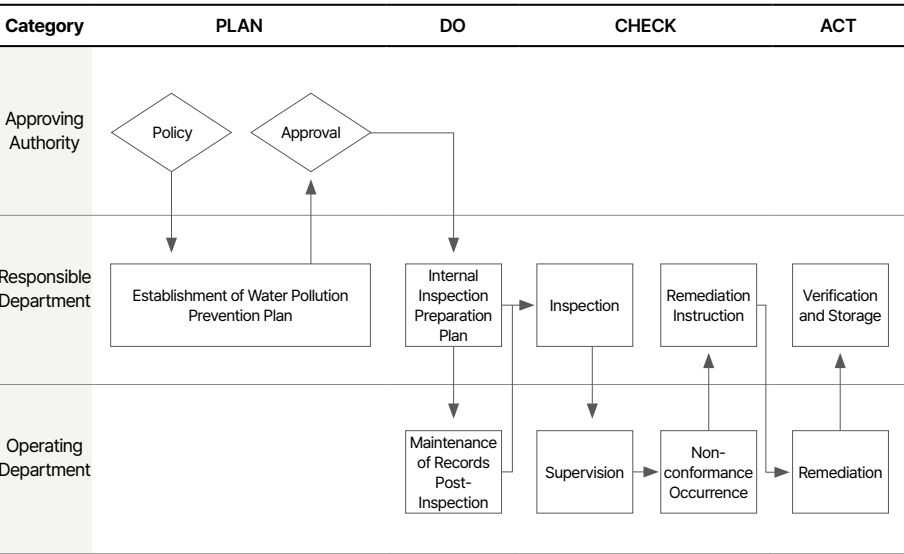 Category
PLAN
DO
CHECK
ACT
Approving
Authority
Policy
Approval
Responsible
Department
Establishment of Water Pollution
Prevention Plan
Internal
Inspection
Preparation
Plan
Inspection
Remediation
Instruction
Verification
and Storage
Operating
Department
Maintenance
of Records
Post-
Inspection
Supervision
Non-
conformance
Occurrence
Remediation